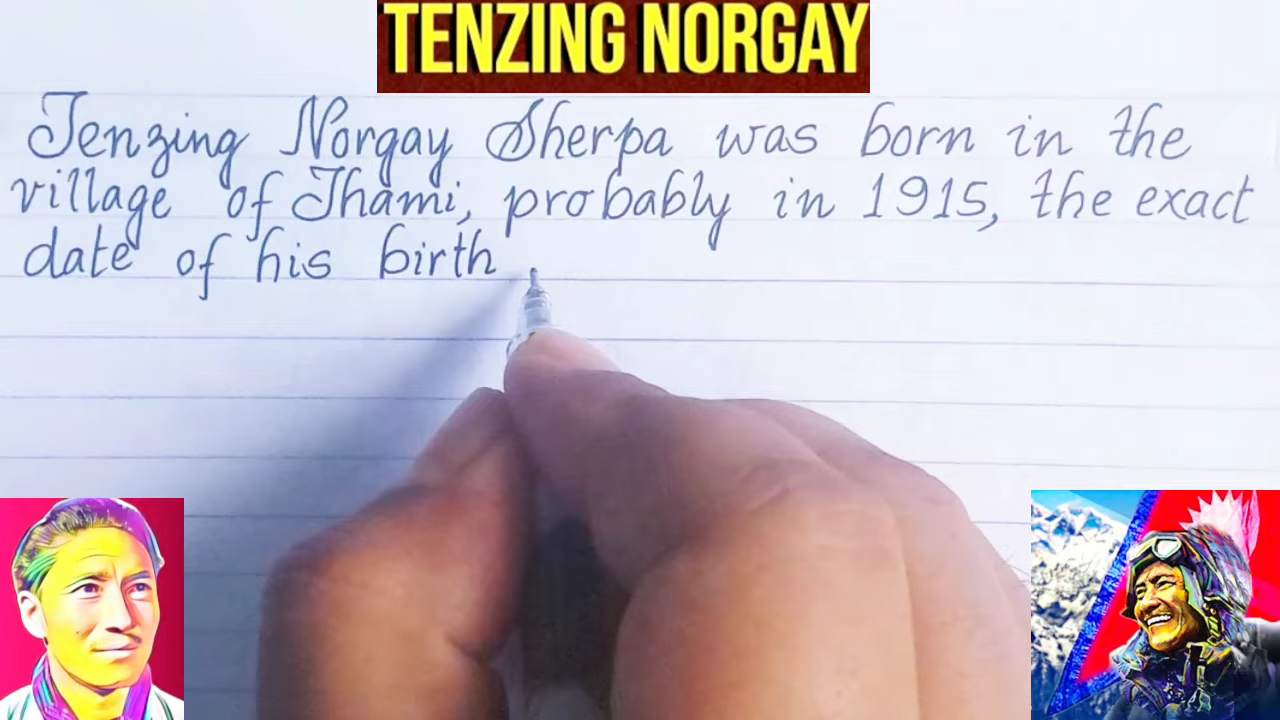 TENZING NORGAY
Tenzing Norgay Sherpa was born in the
village of Thami, probably in 1915, the exact
date of his birth